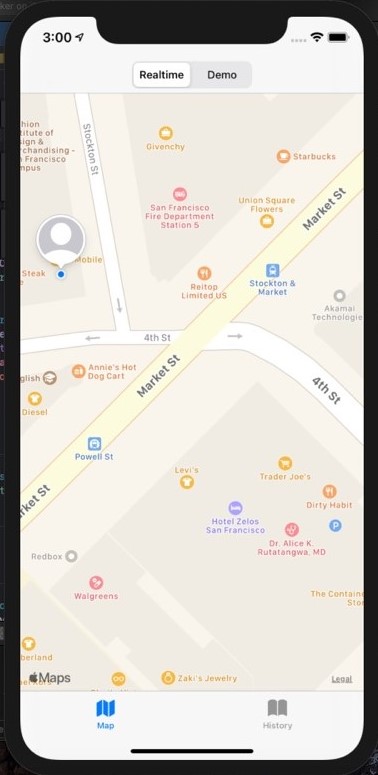 3:00
Realtime Demo
hion
itute of
ign &
rchandising -
n Francisco
mpus
Stockton St
Givenchy
Starbucks
San Francisco
Fire Department
Station 5
Union Square
Flowers
Market St
Mobile
Steak
Reitop
Limited US
Stockton &
Market
Akamai
Technologie
4th St
Annie's Hot
Dog Cart
glish
Market St
4th St
Diesel
Powell St
Levi's
Trader Joe's
rket St
Dirty Habit
Hotel Zelos
San Francisco
P
Dr. Alice K.
Rutatangwa, MD
Redbox
Walgreens
The Containe
Stor
berland
Maps
Zaki's Jewelry
Legal
Map
History